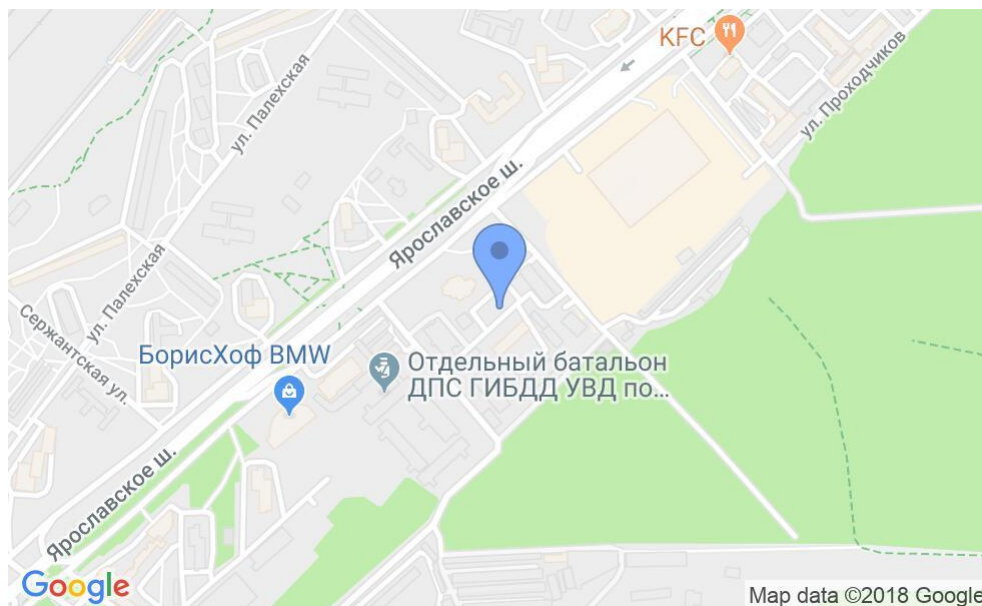 KFC
ул. Палехская
ул. Проходчиков
Ярославское ш.
ул. Палехская
Сержантская ул.
БорисХоф BMW
Отдельный батальон
ДПС ГИБДД УВД по...
Ярославское ш.
Google
Map data ©2018 Google